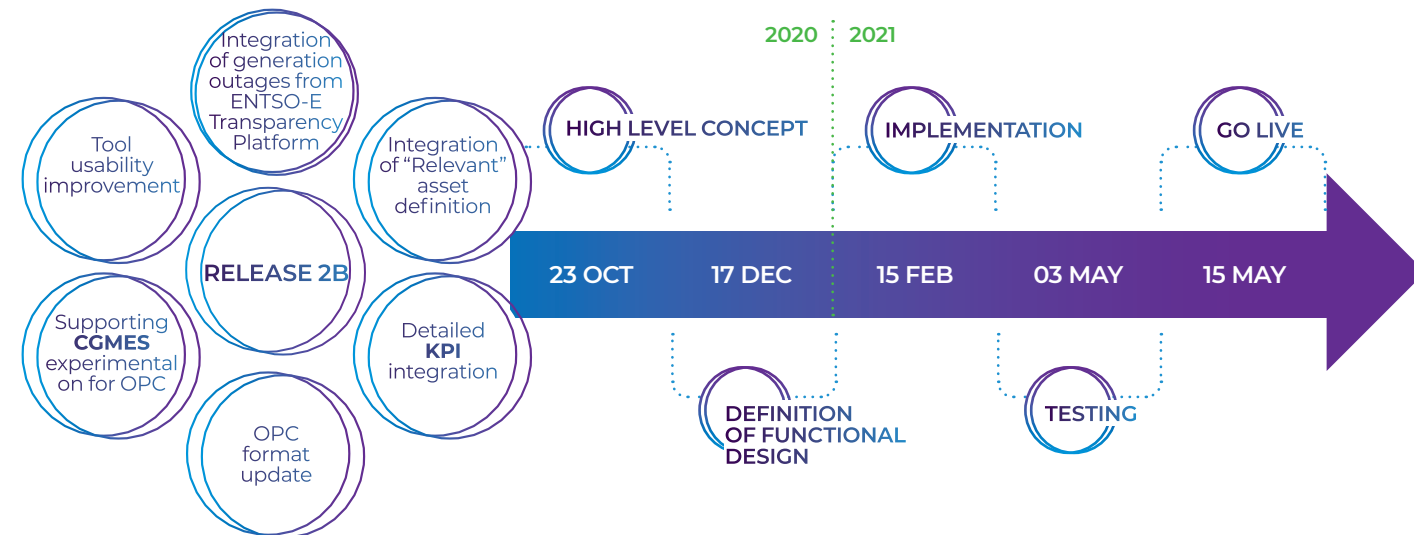 Integration
of generation
outages from
ENTSO-E
Transparency
Platform
Tool
usability
improvement
Integration
of “Relevant”
asset
definition
RELEASE 2B
Supporting
CGMES
experimental
on for OPC
Detailed
KPI
integration
OPC
format
update
2020
2021
HIGH LEVEL CONCEPT
IMPLEMENTATION
GO LIVE
23 OCT
17 DEC
15 FEB
03 MAY
15 MAY
DEFINITION
OF FUNCTIONAL
DESIGN
TESTING